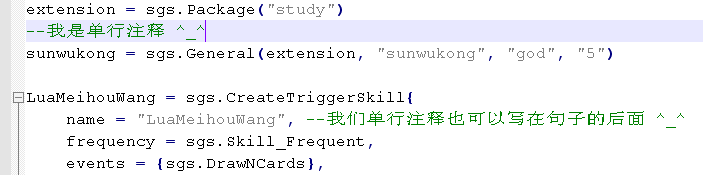 extension = sgs.Package("study")
--我是单行注释 ^_^
sunwukong = sgs.General(extension, "sunwukong", "god", "5")
LuaMeihouWang = sgs.CreateTriggerSkill{
name = "LuaMeihouWang", --我们单行注释也可以写在句子的后面 ^_^
frequency = sgs.Skill_Frequent,
events = {sgs.DrawNCards},